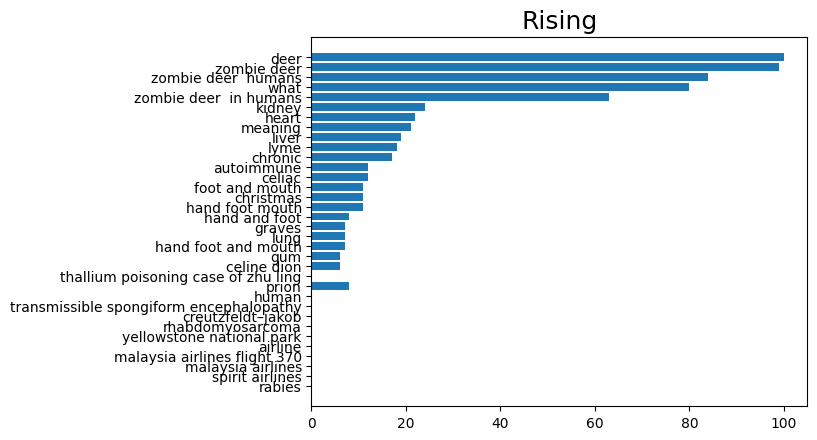 Rising
deer
zombie deer
zombie deer  humans
what
zombie deer  in humans
kidney
heart
meaning
liver
lyme
chronic
autoimmune
celiac
foot and mouth
christmas
hand foot mouth
hand and foot
graves
lung
hand foot and mouth
gum
celine dion
thallium poisoning case of zhu ling
prion
human
transmissible spongiform encephalopathy
creutzfeldt–jakob
rhabdomyosarcoma
yellowstone national park
airline
malaysia airlines flight 370
malaysia airlines
spirit airlines
rabies
0 20 40 60 80 100